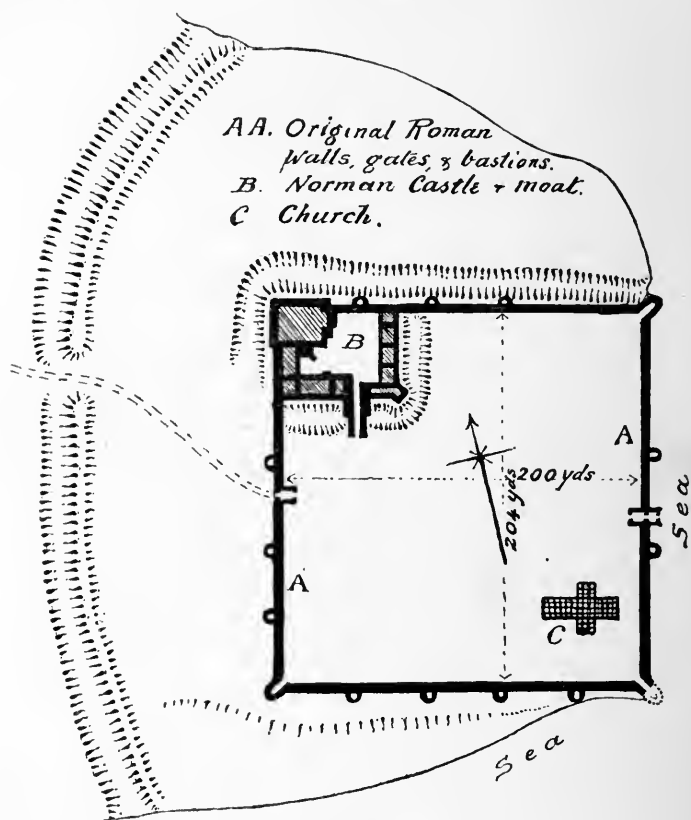 AA. Original Roman
Walls, gates, & bastions.
B. Norman Castle & moat.
C Church.
B
A
200 yds
204 yds
Sea
A
C
Sea